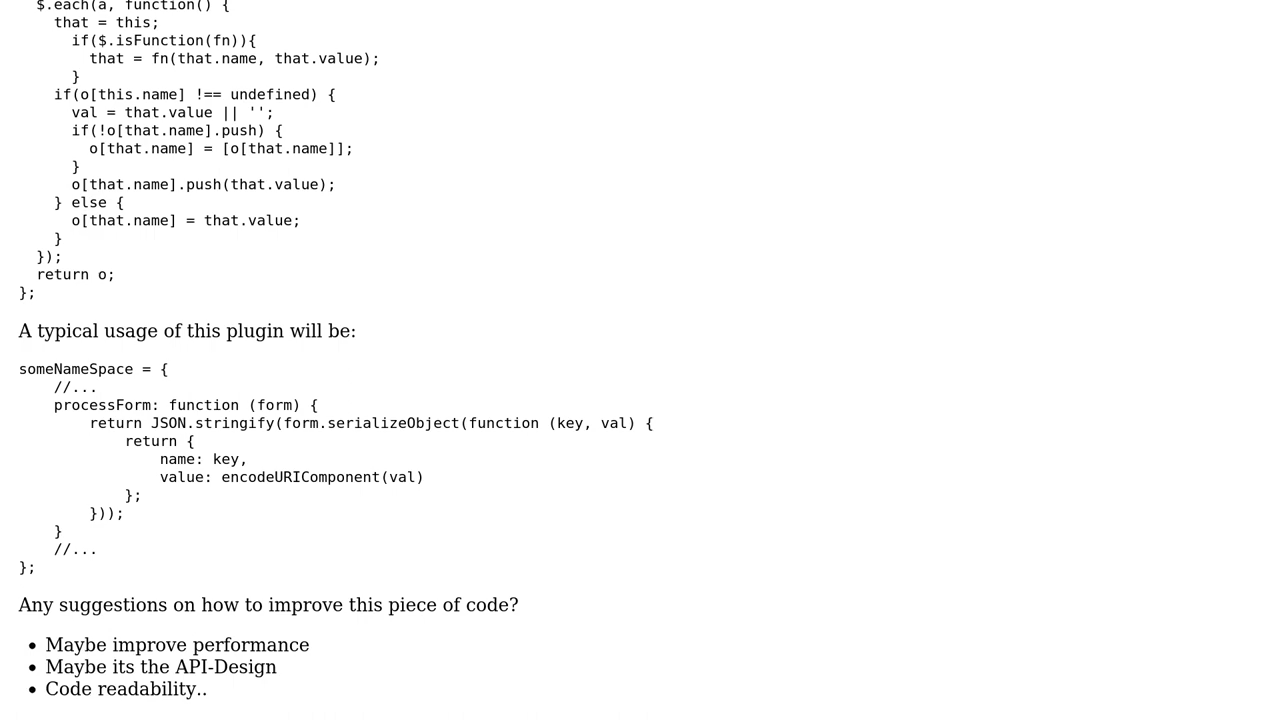 $.each(a, function() {
    that = this;
      if($.isFunction(fn)){
        that = fn(that.name, that.value);
      }
    if(o[this.name] !== undefined) {
      val = that.value || '';
      if(!o[that.name].push) {
        o[that.name] = [o[that.name]];
      }
      o[that.name].push(that.value);
    } else {
      o[that.name] = that.value;
    }
  });
  return o;
};
A typical usage of this plugin will be:
someNameSpace = {
    //...
    processForm: function (form) {
        return JSON.stringify(form.serializeObject(function (key, val) {
            return {
                name: key,
                value: encodeURIComponent(val)
            };
        }));
    }
    //...
};
Any suggestions on how to improve this piece of code?
• Maybe improve performance
• Maybe its the API-Design
• Code readability..